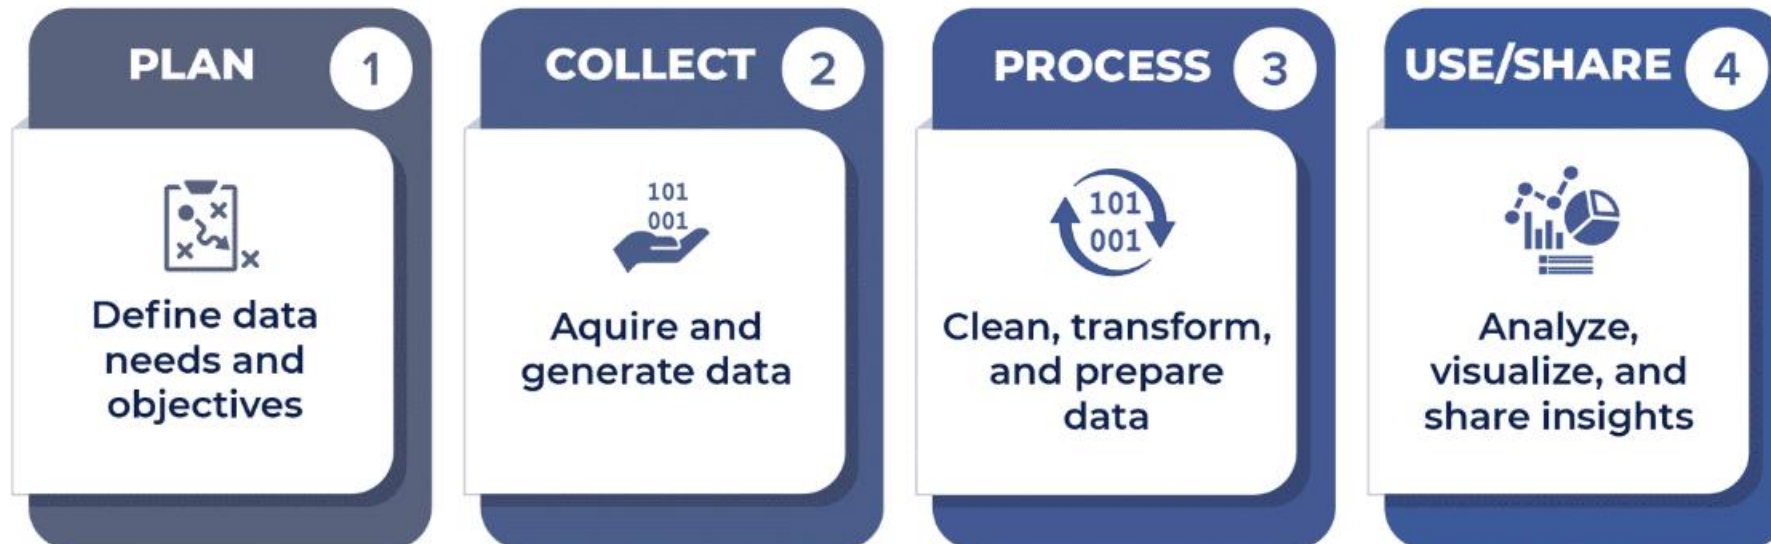 PLAN 1
Define data
needs and
objectives
COLLECT 2
101
001
Aquire and
generate data
PROCESS 3
101
001
Clean, transform,
and prepare
data
USE/SHARE 4
Analyze,
visualize, and
share insights